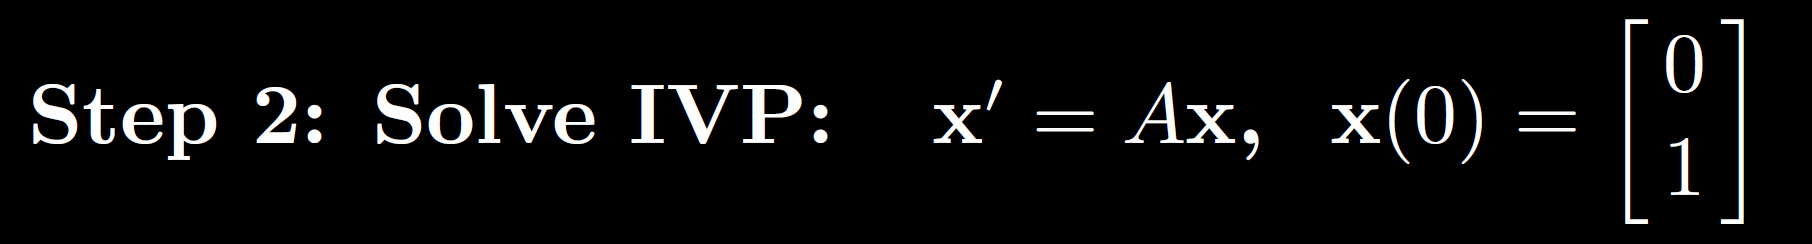 Step 2: Solve IVP: x′ = Ax, x(0) = [0 1]